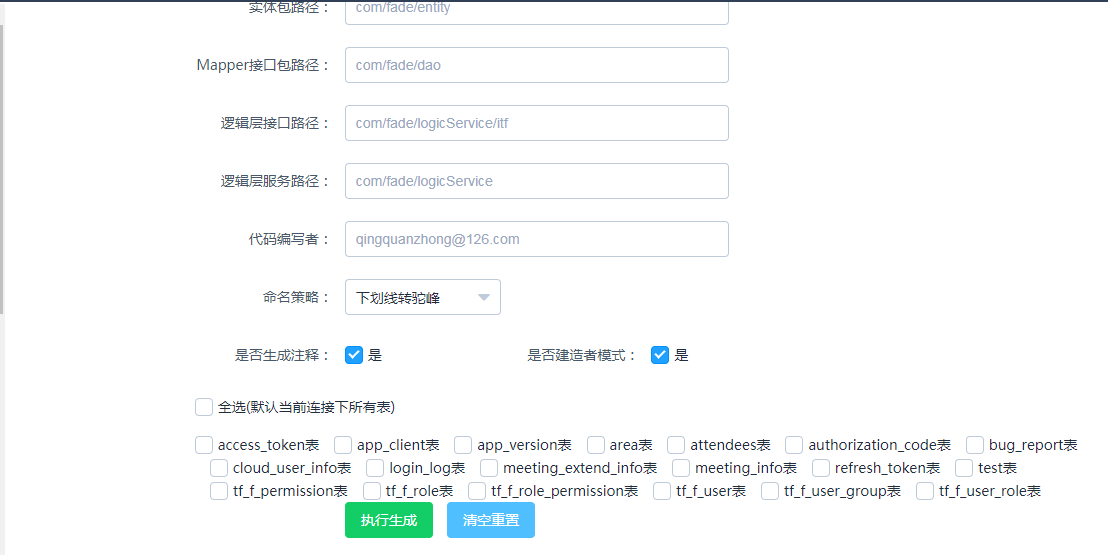 实体包路径： com/fade/entity
Mapper接口包路径： com/fade/dao
逻辑层接口路径： com/fade/logicService/itf
逻辑层服务路径： com/fade/logicService
代码编写者： qingquanzhong@126.com
命名策略： 下划线转驼峰
是否生成注释： 是 是否建造者模式： 是
全选(默认当前连接下所有表)
access_token表 app_client表 app_version表 area表 attendees表 authorization_code表 bug_report表
cloud_user_info表 login_log表 meeting_extend_info表 meeting_info表 refresh_token表 test表
tf_f_permission表 tf_f_role表 tf_f_role_permission表 tf_f_user表 tf_f_user_group表 tf_f_user_role表
执行生成 清空重置